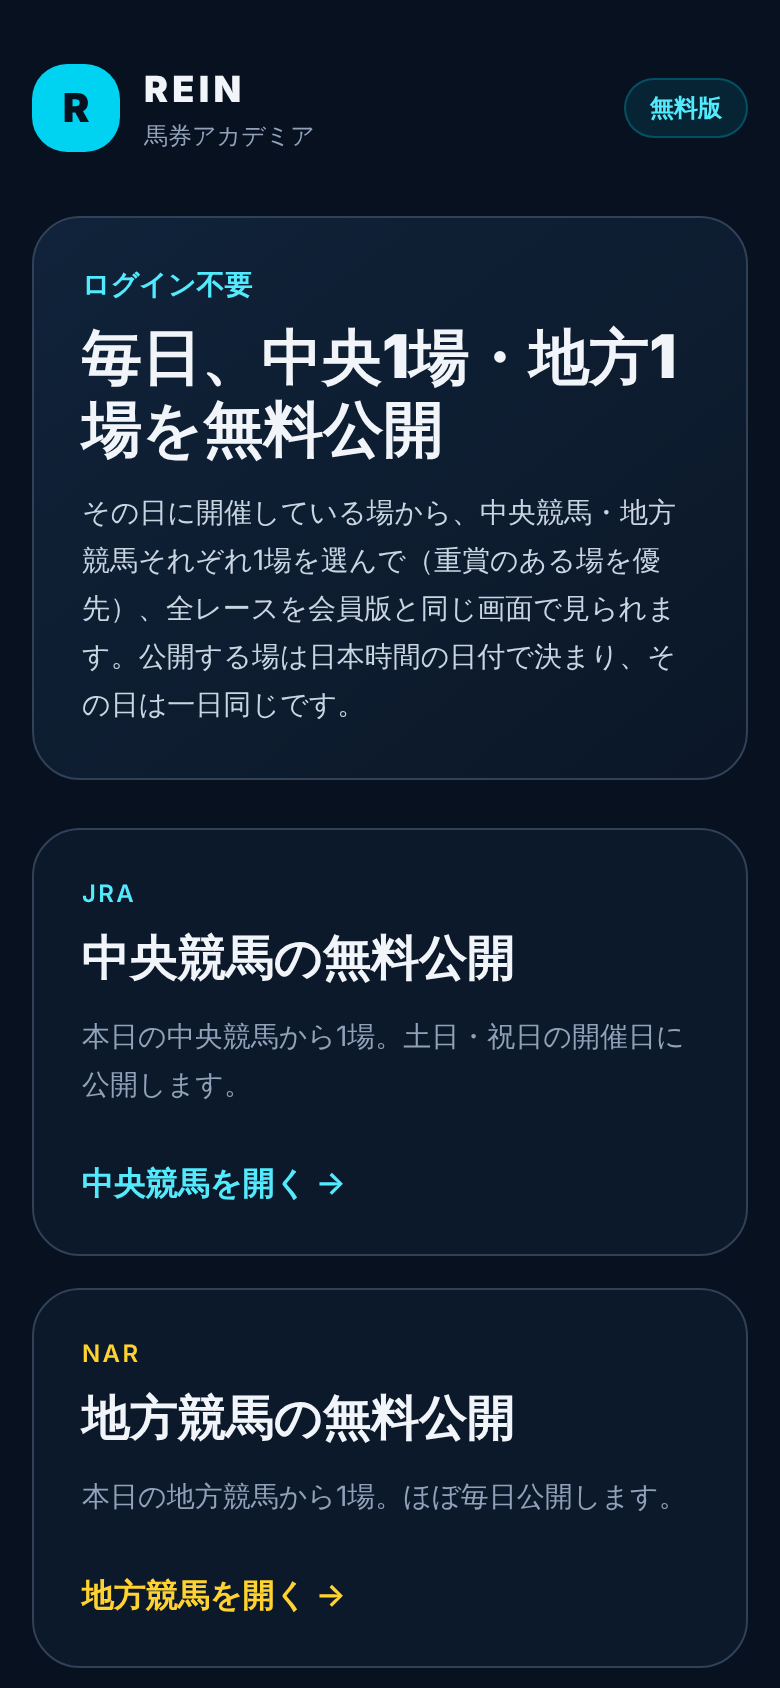 R
REIN
馬券アカデミア
無料版
ログイン不要
毎日、中央1場・地方1
場を無料公開
その日に開催している場から、中央競馬・地方
競馬それぞれ1場を選んで（重賞のある場を優
先）、全レースを会員版と同じ画面で見られま
す。公開する場は日本時間の日付で決まり、そ
の日は一日同じです。
JRA
中央競馬の無料公開
本日の中央競馬から1場。土日・祝日の開催日に
公開します。
中央競馬を開く →
NAR
地方競馬の無料公開
本日の地方競馬から1場。ほぼ毎日公開します。
地方競馬を開く →